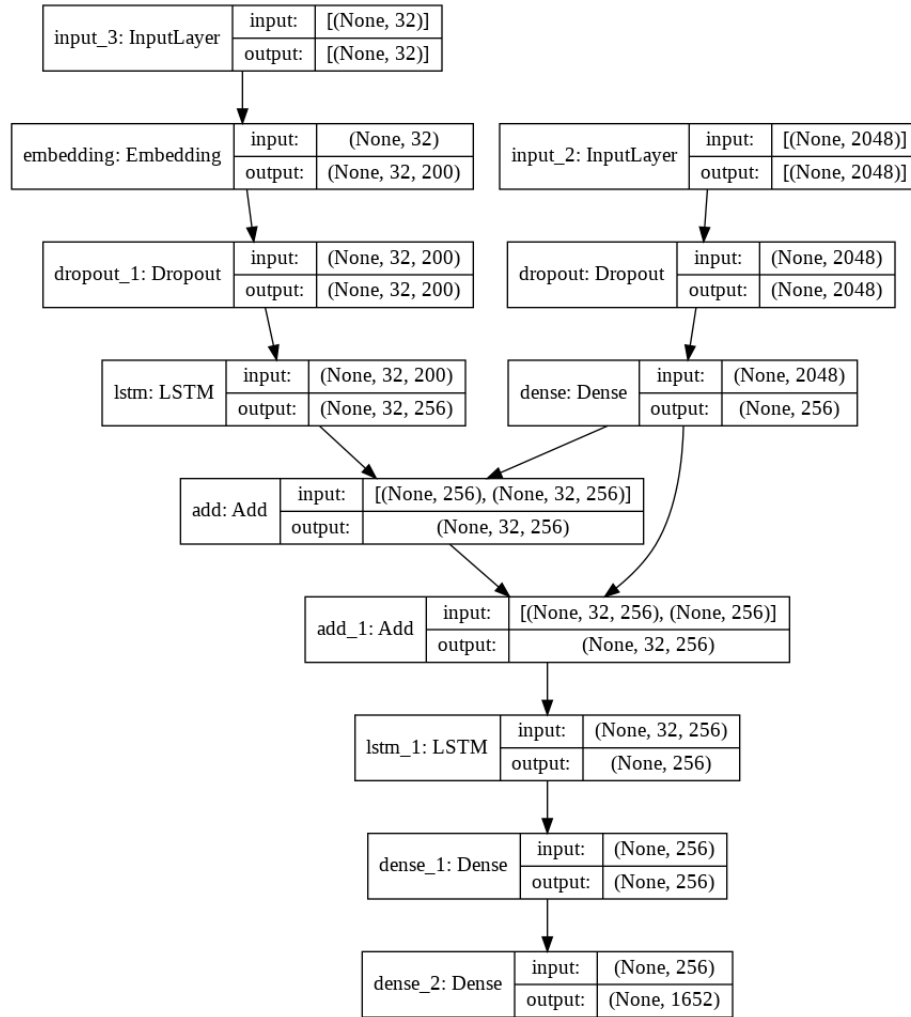 input_3: InputLayer
input: [(None, 32)]
output: [(None, 32)]
embedding: Embedding
input: (None, 32)
output: (None, 32, 200)
input_2: InputLayer
input: [(None, 2048)]
output: [(None, 2048)]
dropout_1: Dropout
input: (None, 32, 200)
output: (None, 32, 200)
dropout: Dropout
input: (None, 2048)
output: (None, 2048)
lstm: LSTM
input: (None, 32, 200)
output: (None, 32, 256)
dense: Dense
input: (None, 2048)
output: (None, 256)
add: Add
input: [(None, 256), (None, 32, 256)]
output: (None, 32, 256)
add_1: Add
input: [(None, 32, 256), (None, 256)]
output: (None, 32, 256)
lstm_1: LSTM
input: (None, 32, 256)
output: (None, 256)
dense_1: Dense
input: (None, 256)
output: (None, 256)
dense_2: Dense
input: (None, 256)
output: (None, 1652)